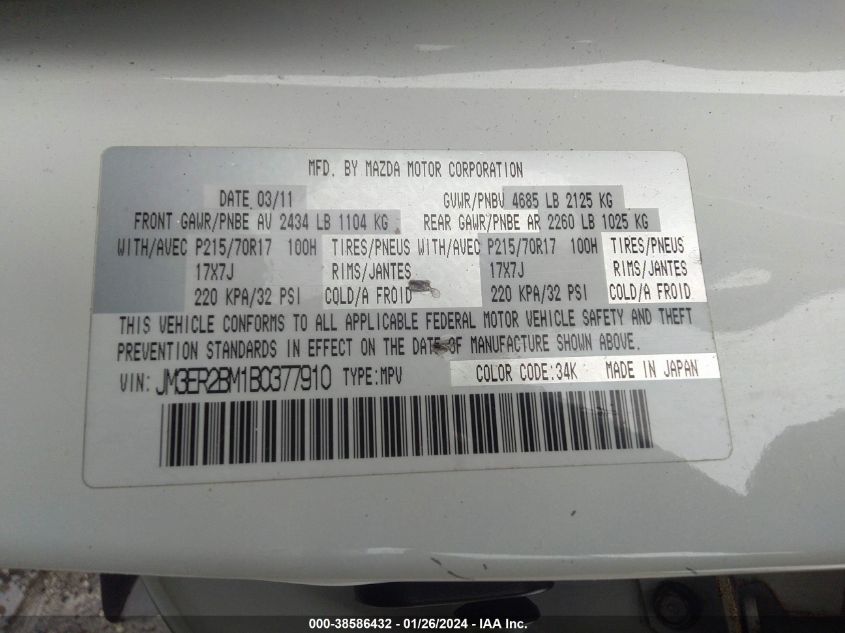 MFD. BY MAZDA MOTOR CORPORATION
DATE 03/11 GVWR/PNBV 4685 LB 2125 KG
FRONT GAWR/PNBE AV 2434 LB 1104 KG REAR GAWR/PNBE AR 2260 LB 1025 KG
WITH/AVEC P215/70R17 100H TIRES/PNEUS WITH/AVEC P215/70R17 100H TIRES/PNEUS
17X7J RIMS/JANTES 17X7J RIMS/JANTES
220 KPA/32 PSI COLD/A FROID 220 KPA/32 PSI COLD/A FROID
THIS VEHICLE CONFORMS TO ALL APPLICABLE FEDERAL MOTOR VEHICLE SAFETY AND THEFT
PREVENTION STANDARDS IN EFFECT ON THE DATE OF MANUFACTURE SHOWN ABOVE.
VIN: JM3ER2BM1B0377910 TYPE:MPV COLOR CODE:34K MADE IN JAPAN
000-38586432 - 01/26/2024 - IAA